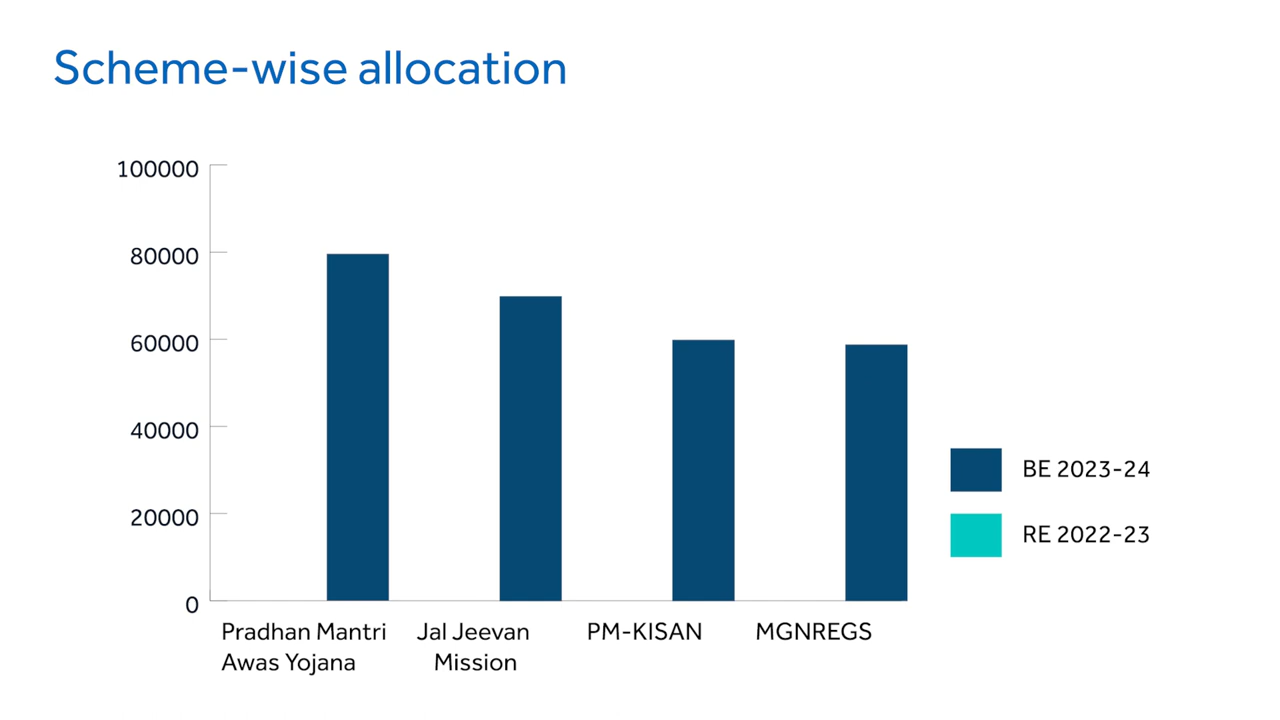 Scheme-wise allocation
100000
80000
60000
40000
20000
0
Pradhan Mantri
Awas Yojana
Jal Jeevan
Mission
PM-KISAN
MGNREGS
BE 2023-24
RE 2022-23